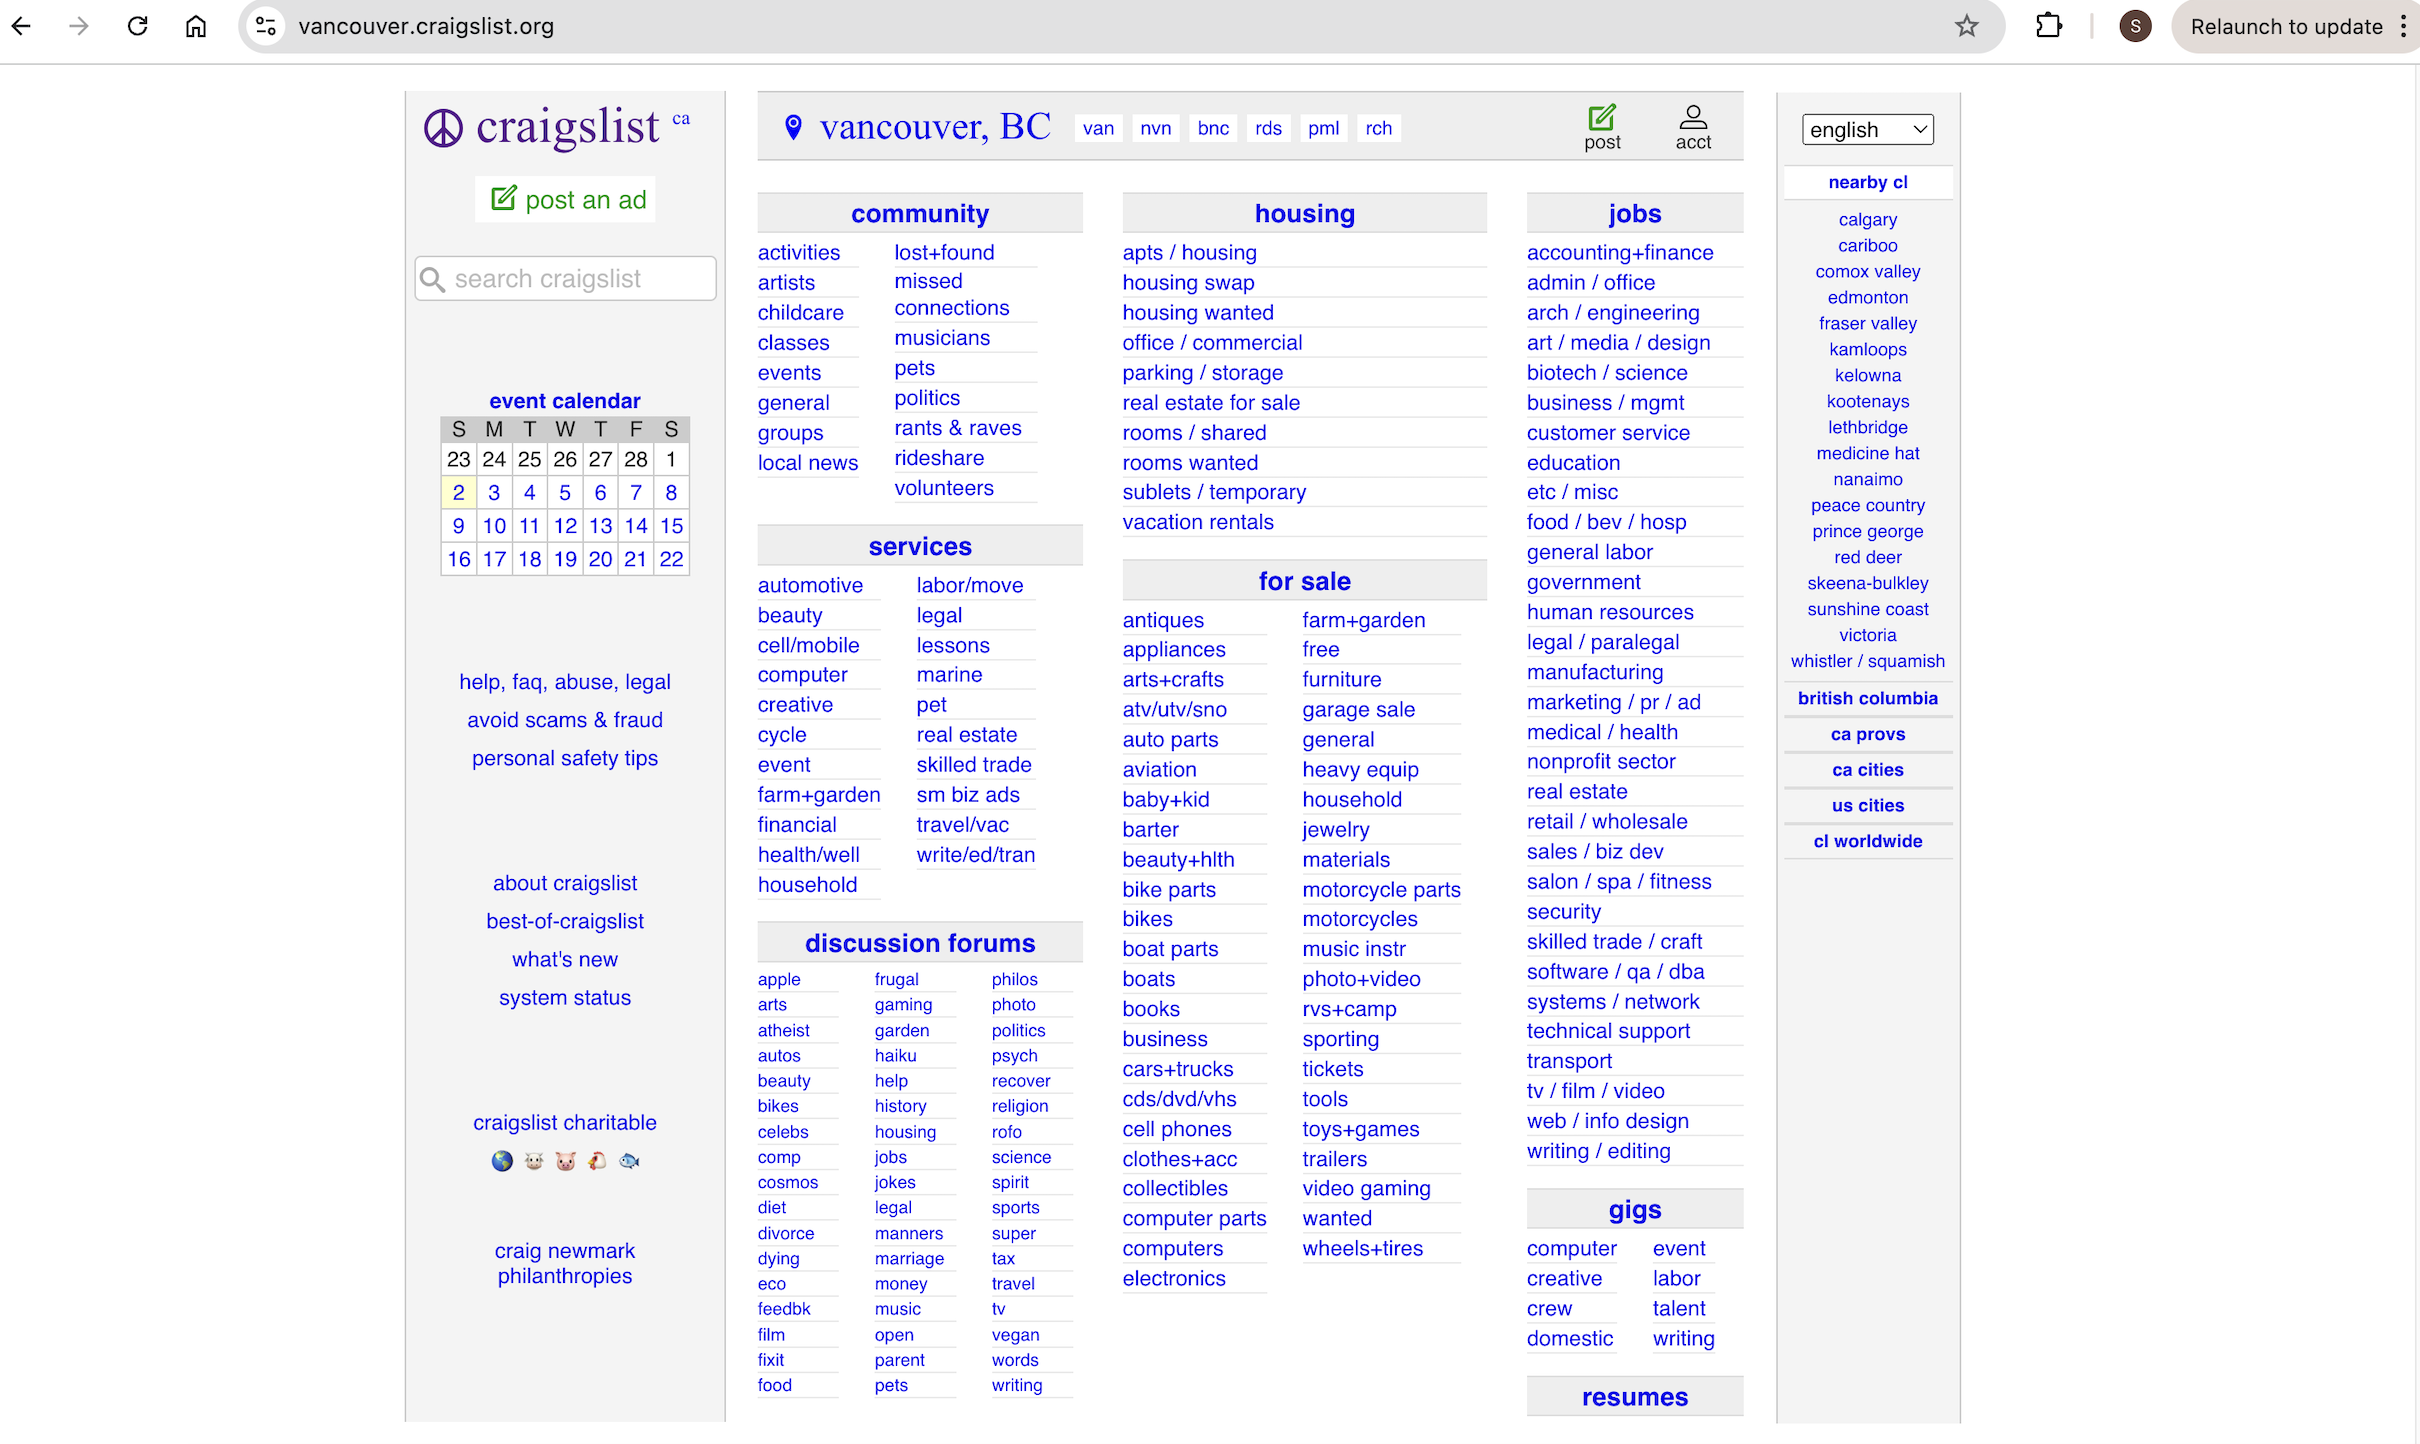 vancouver.craigslist.org
S
Relaunch to update
craigslist ca
post an ad
search craigslist
event calendar
S M T W T F S
23 24 25 26 27 28 1
2 3 4 5 6 7 8
9 10 11 12 13 14 15
16 17 18 19 20 21 22
help, faq, abuse, legal
avoid scams & fraud
personal safety tips
about craigslist
best-of-craigslist
what's new
system status
craigslist charitable
craig newmark
philanthropies
vancouver, BC van nvn bnc rds pml rch
post
acct
community
activities
artists
childcare
classes
events
general
groups
local news
lost+found
missed
connections
musicians
pets
politics
rants & raves
rideshare
volunteers
services
automotive
beauty
cell/mobile
computer
creative
cycle
event
farm+garden
financial
health/well
household
labor/move
legal
lessons
marine
pet
real estate
skilled trade
sm biz ads
travel/vac
write/ed/tran
discussion forums
apple
arts
atheist
autos
beauty
bikes
celebs
comp
cosmos
diet
divorce
dying
eco
feedbk
film
fixit
food
frugal
gaming
garden
haiku
help
history
housing
jobs
jokes
legal
manners
marriage
money
music
open
parent
pets
philos
photo
politics
psych
recover
religion
rofo
science
spirit
sports
super
tax
travel
tv
vegan
words
writing
housing
apts / housing
housing swap
housing wanted
office / commercial
parking / storage
real estate for sale
rooms / shared
rooms wanted
sublets / temporary
vacation rentals
for sale
antiques
appliances
arts+crafts
atv/utv/sno
auto parts
aviation
baby+kid
barter
beauty+hlth
bike parts
bikes
boat parts
boats
books
business
cars+trucks
cds/dvd/vhs
cell phones
clothes+acc
collectibles
computer parts
computers
electronics
farm+garden
free
furniture
garage sale
general
heavy equip
household
jewelry
materials
motorcycle parts
motorcycles
music instr
photo+video
rvs+camp
sporting
tickets
tools
toys+games
trailers
video gaming
wanted
wheels+tires
jobs
accounting+finance
admin / office
arch / engineering
art / media / design
biotech / science
business / mgmt
customer service
education
etc / misc
food / bev / hosp
general labor
government
human resources
legal / paralegal
manufacturing
marketing / pr / ad
medical / health
nonprofit sector
real estate
retail / wholesale
sales / biz dev
salon / spa / fitness
security
skilled trade / craft
software / qa / dba
systems / network
technical support
transport
tv / film / video
web / info design
writing / editing
gigs
computer
creative
crew
domestic
event
labor
talent
writing
resumes
english
nearby cl
calgary
cariboo
comox valley
edmonton
fraser valley
kamloops
kelowna
kootenays
lethbridge
medicine hat
nanaimo
peace country
prince george
red deer
skeena-bulkley
sunshine coast
victoria
whistler / squamish
british columbia
ca provs
ca cities
us cities
cl worldwide